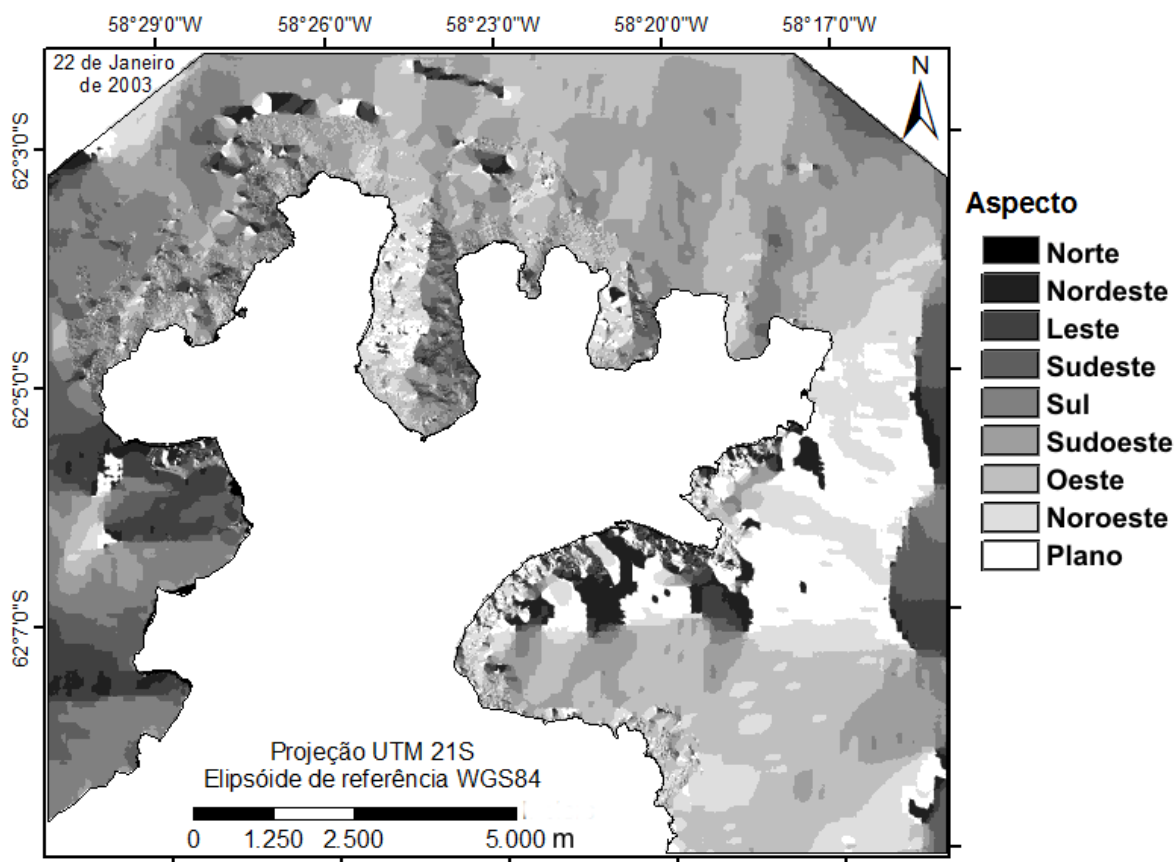 58°29'0"W 58°26'0"W 58°23'0"W 58°20'0"W 58°17'0"W
22 de Janeiro
de 2003
N
62°3'0"S
62°5'0"S
62°7'0"S
Aspecto
Norte
Nordeste
Leste
Sudeste
Sul
Sudoeste
Oeste
Noroeste
Plano
Projeção UTM 21S
Elipsóide de referência WGS84
0 1.250 2.500 5.000 m